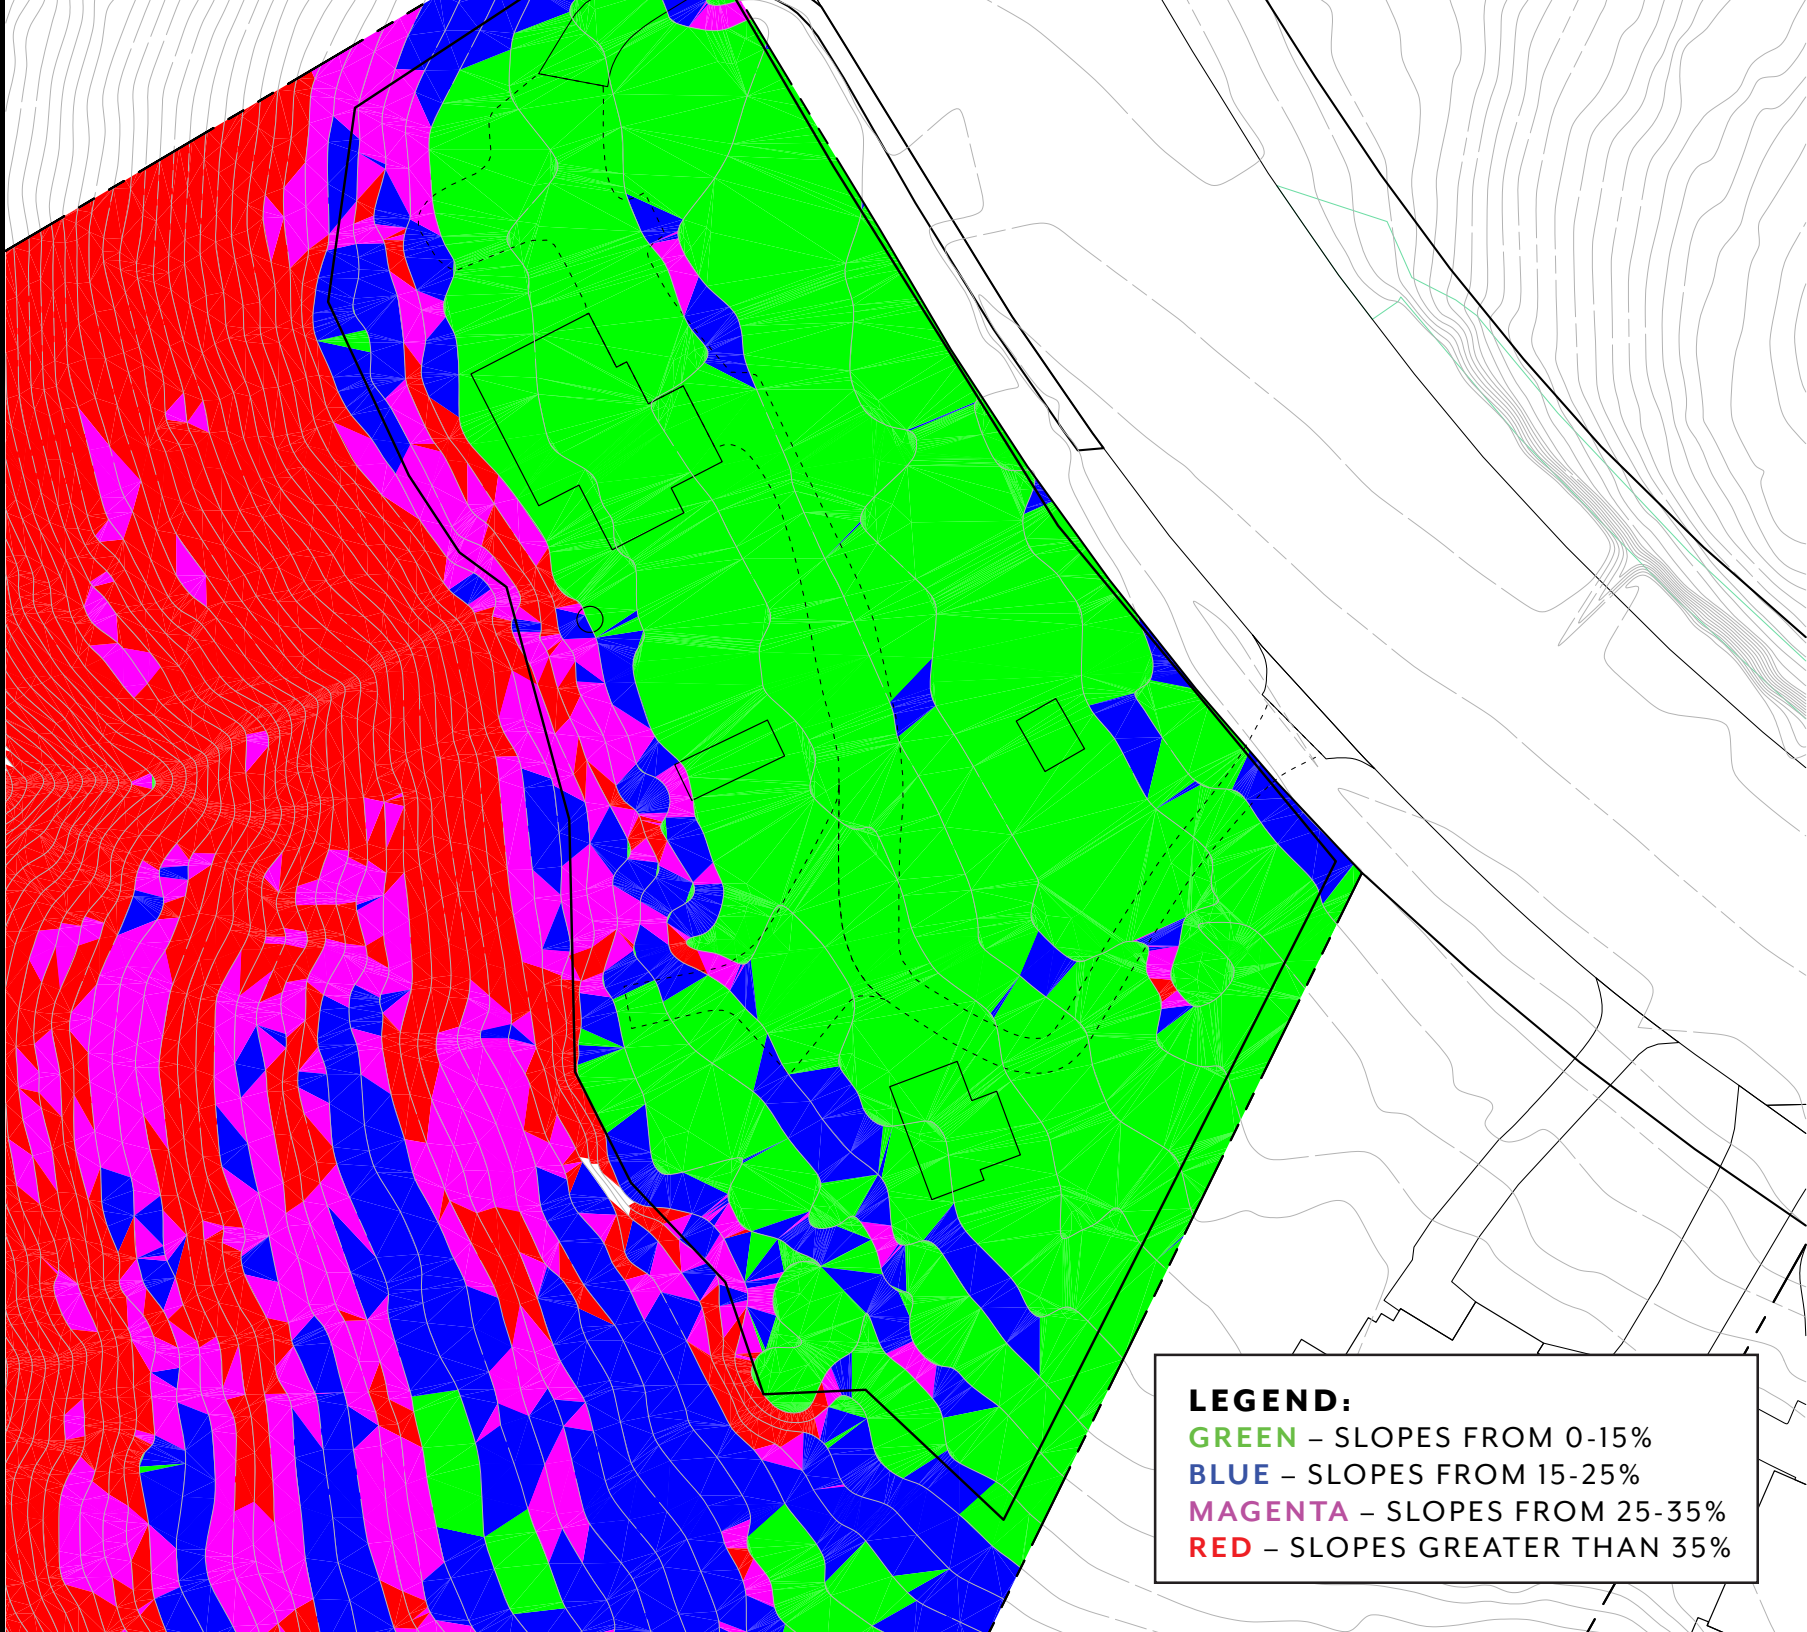 LEGEND:
GREEN – SLOPES FROM 0-15%
BLUE – SLOPES FROM 15-25%
MAGENTA – SLOPES FROM 25-35%
RED – SLOPES GREATER THAN 35%